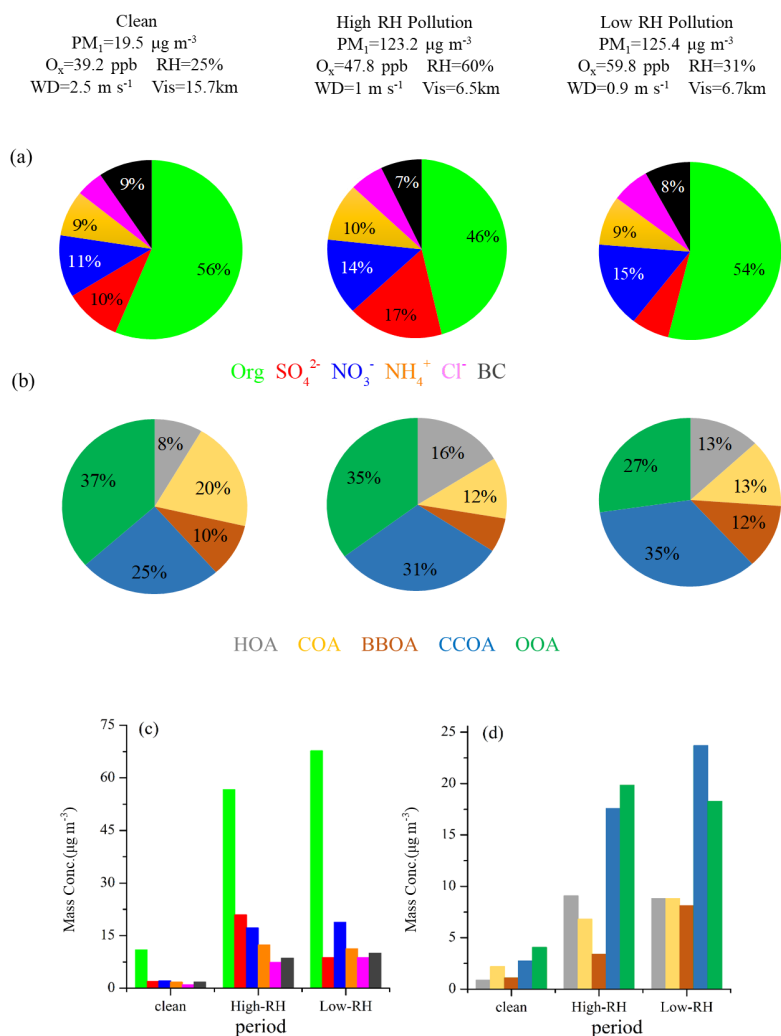 Clean
PM₁=19.5 μg m⁻³
Oₓ=39.2 ppb RH=25%
WD=2.5 m s⁻¹ Vis=15.7km
High RH Pollution
PM₁=123.2 μg m⁻³
Oₓ=47.8 ppb RH=60%
WD=1 m s⁻¹ Vis=6.5km
Low RH Pollution
PM₁=125.4 μg m⁻³
Oₓ=59.8 ppb RH=31%
WD=0.9 m s⁻¹ Vis=6.7km
(a)
9%
9%
11%
10%
56%
7%
10%
14%
17%
46%
8%
9%
15%
54%
Org SO₄²⁻ NO₃⁻ NH₄⁺ Cl⁻ BC
(b)
8%
37%
20%
10%
25%
16%
35%
12%
31%
13%
27%
13%
12%
35%
HOA COA BBOA CCOA OOA
(c)
75
60
45
30
15
0
Mass Conc.(μg m⁻³)
clean High-RH Low-RH
period
(d)
25
20
15
10
5
0
Mass Conc.(μg m⁻³)
clean High-RH Low-RH
period